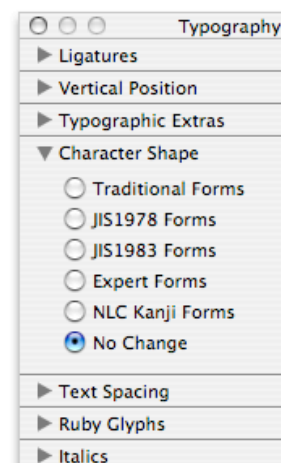 Typography
Ligatures
Vertical Position
Typographic Extras
Character Shape
Traditional Forms
JIS1978 Forms
JIS1983 Forms
Expert Forms
NLC Kanji Forms
No Change
Text Spacing
Ruby Glyphs
Italics